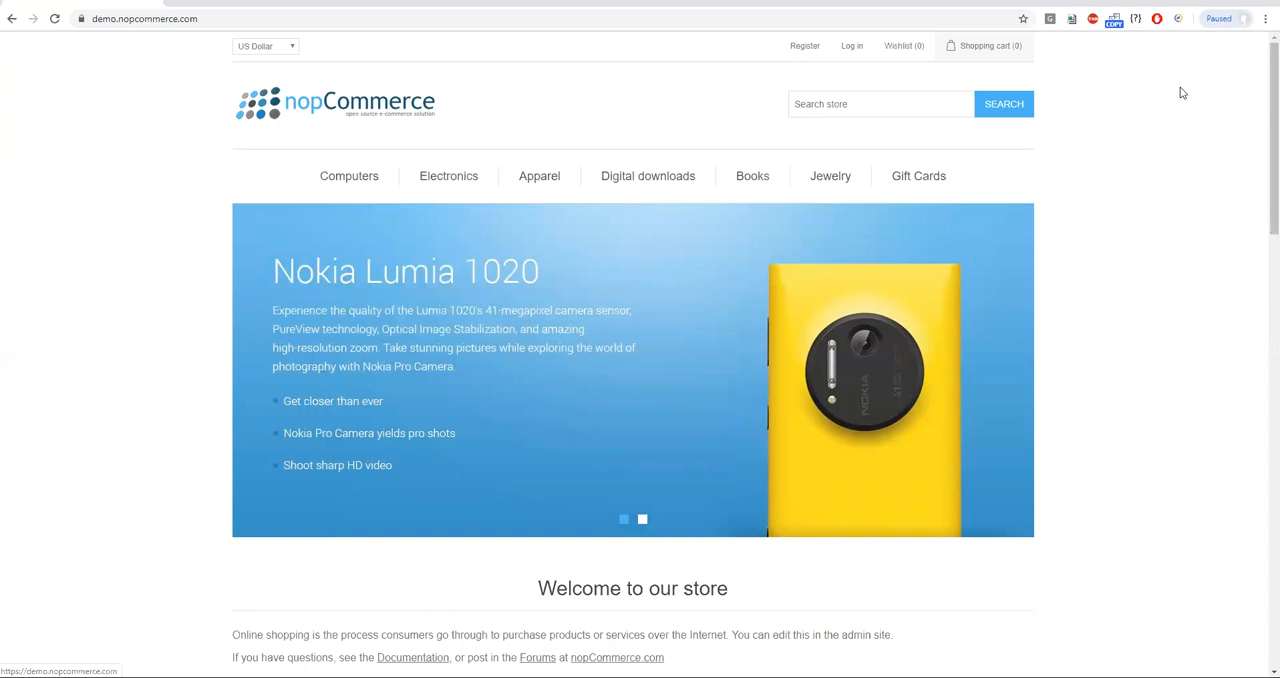 demo.nopcommerce.com
COPY
Paused
US Dollar
Register
Log in
Wishlist (0)
Shopping cart (0)
nopCommerce
open source e-commerce solution
Search store
SEARCH
Computers
Electronics
Apparel
Digital downloads
Books
Jewelry
Gift Cards
Nokia Lumia 1020
Experience the quality of the Lumia 1020's 41-megapixel camera sensor,
PureView technology, Optical Image Stabilization, and amazing
high-resolution zoom. Take stunning pictures while exploring the world of
photography with Nokia Pro Camera.
Get closer than ever
Nokia Pro Camera yields pro shots
Shoot sharp HD video
NOKIA
Welcome to our store
Online shopping is the process consumers go through to purchase products or services over the Internet. You can edit this in the admin site.
If you have questions, see the Documentation, or post in the Forums at nopCommerce.com
https://demo.nopcommerce.com